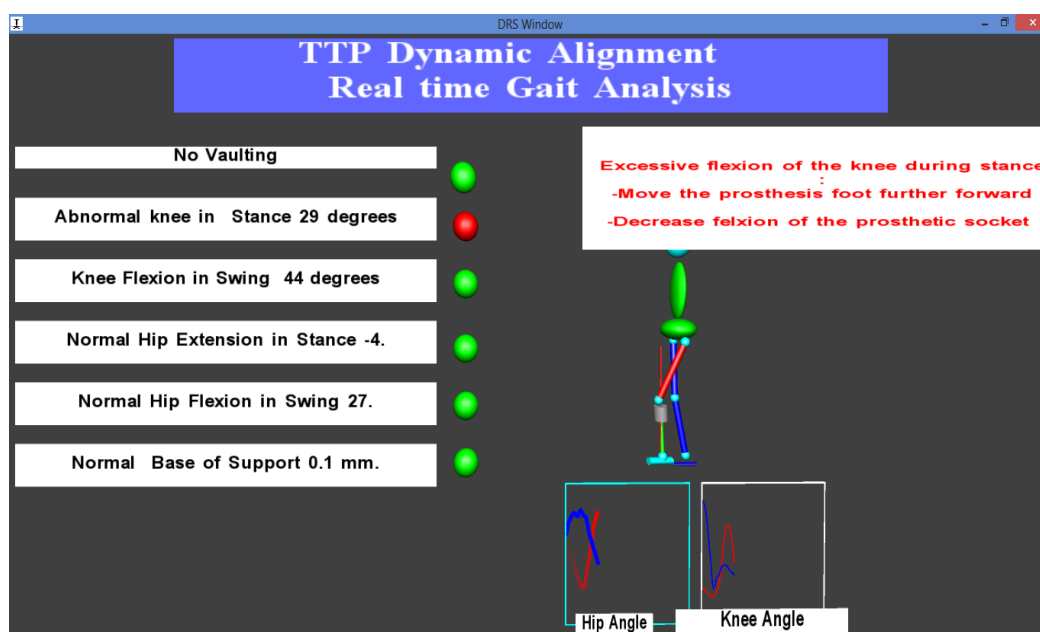 DRS Window
TTP Dynamic Alignment
Real time Gait Analysis
No Vaulting
Abnormal knee in Stance 29 degrees
Knee Flexion in Swing 44 degrees
Normal Hip Extension in Stance -4.
Normal Hip Flexion in Swing 27.
Normal Base of Support 0.1 mm.
Excessive flexion of the knee during stance
:
-Move the prosthesis foot further forward
-Decrease felxion of the prosthetic socket
Hip Angle
Knee Angle